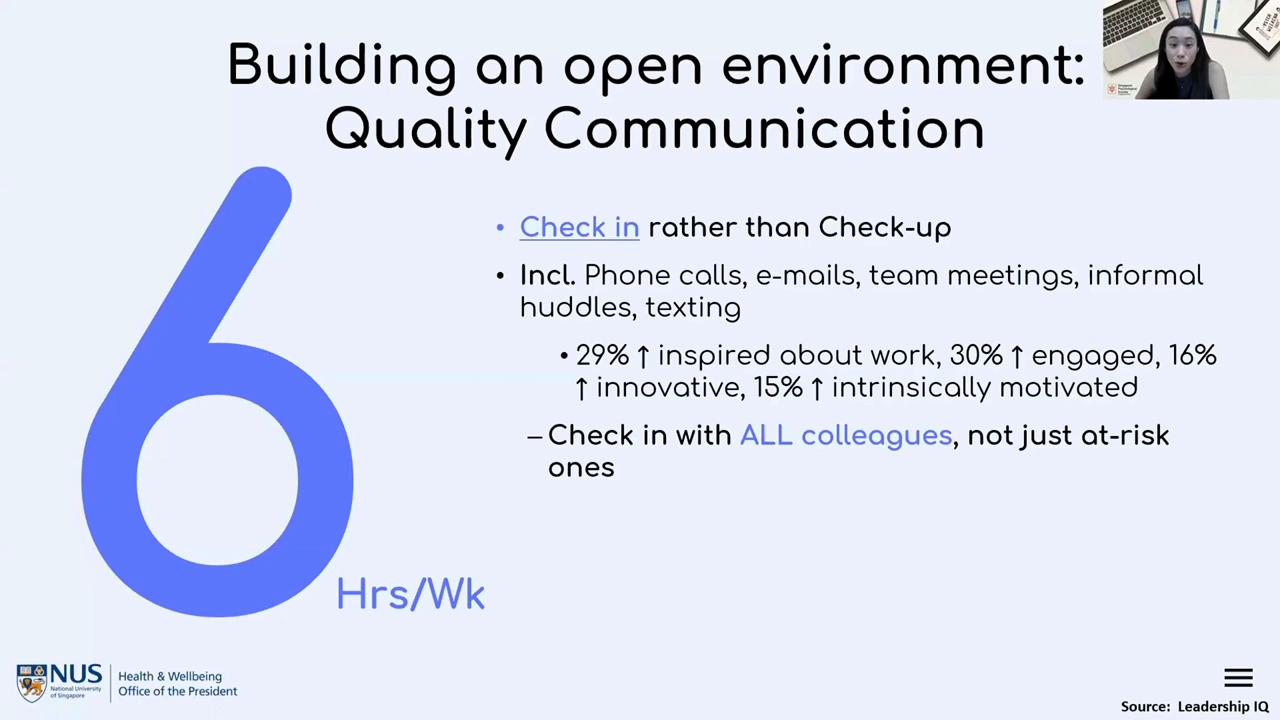 Building an open environment:
Quality Communication
6
Hrs/Wk
• Check in rather than Check-up
• Incl. Phone calls, e-mails, team meetings, informal
huddles, texting
• 29% ↑ inspired about work, 30% ↑ engaged, 16%
↑ innovative, 15% ↑ intrinsically motivated
– Check in with ALL colleagues, not just at-risk
ones
NUS
National University
of Singapore
Health & Wellbeing
Office of the President
Source: Leadership IQ